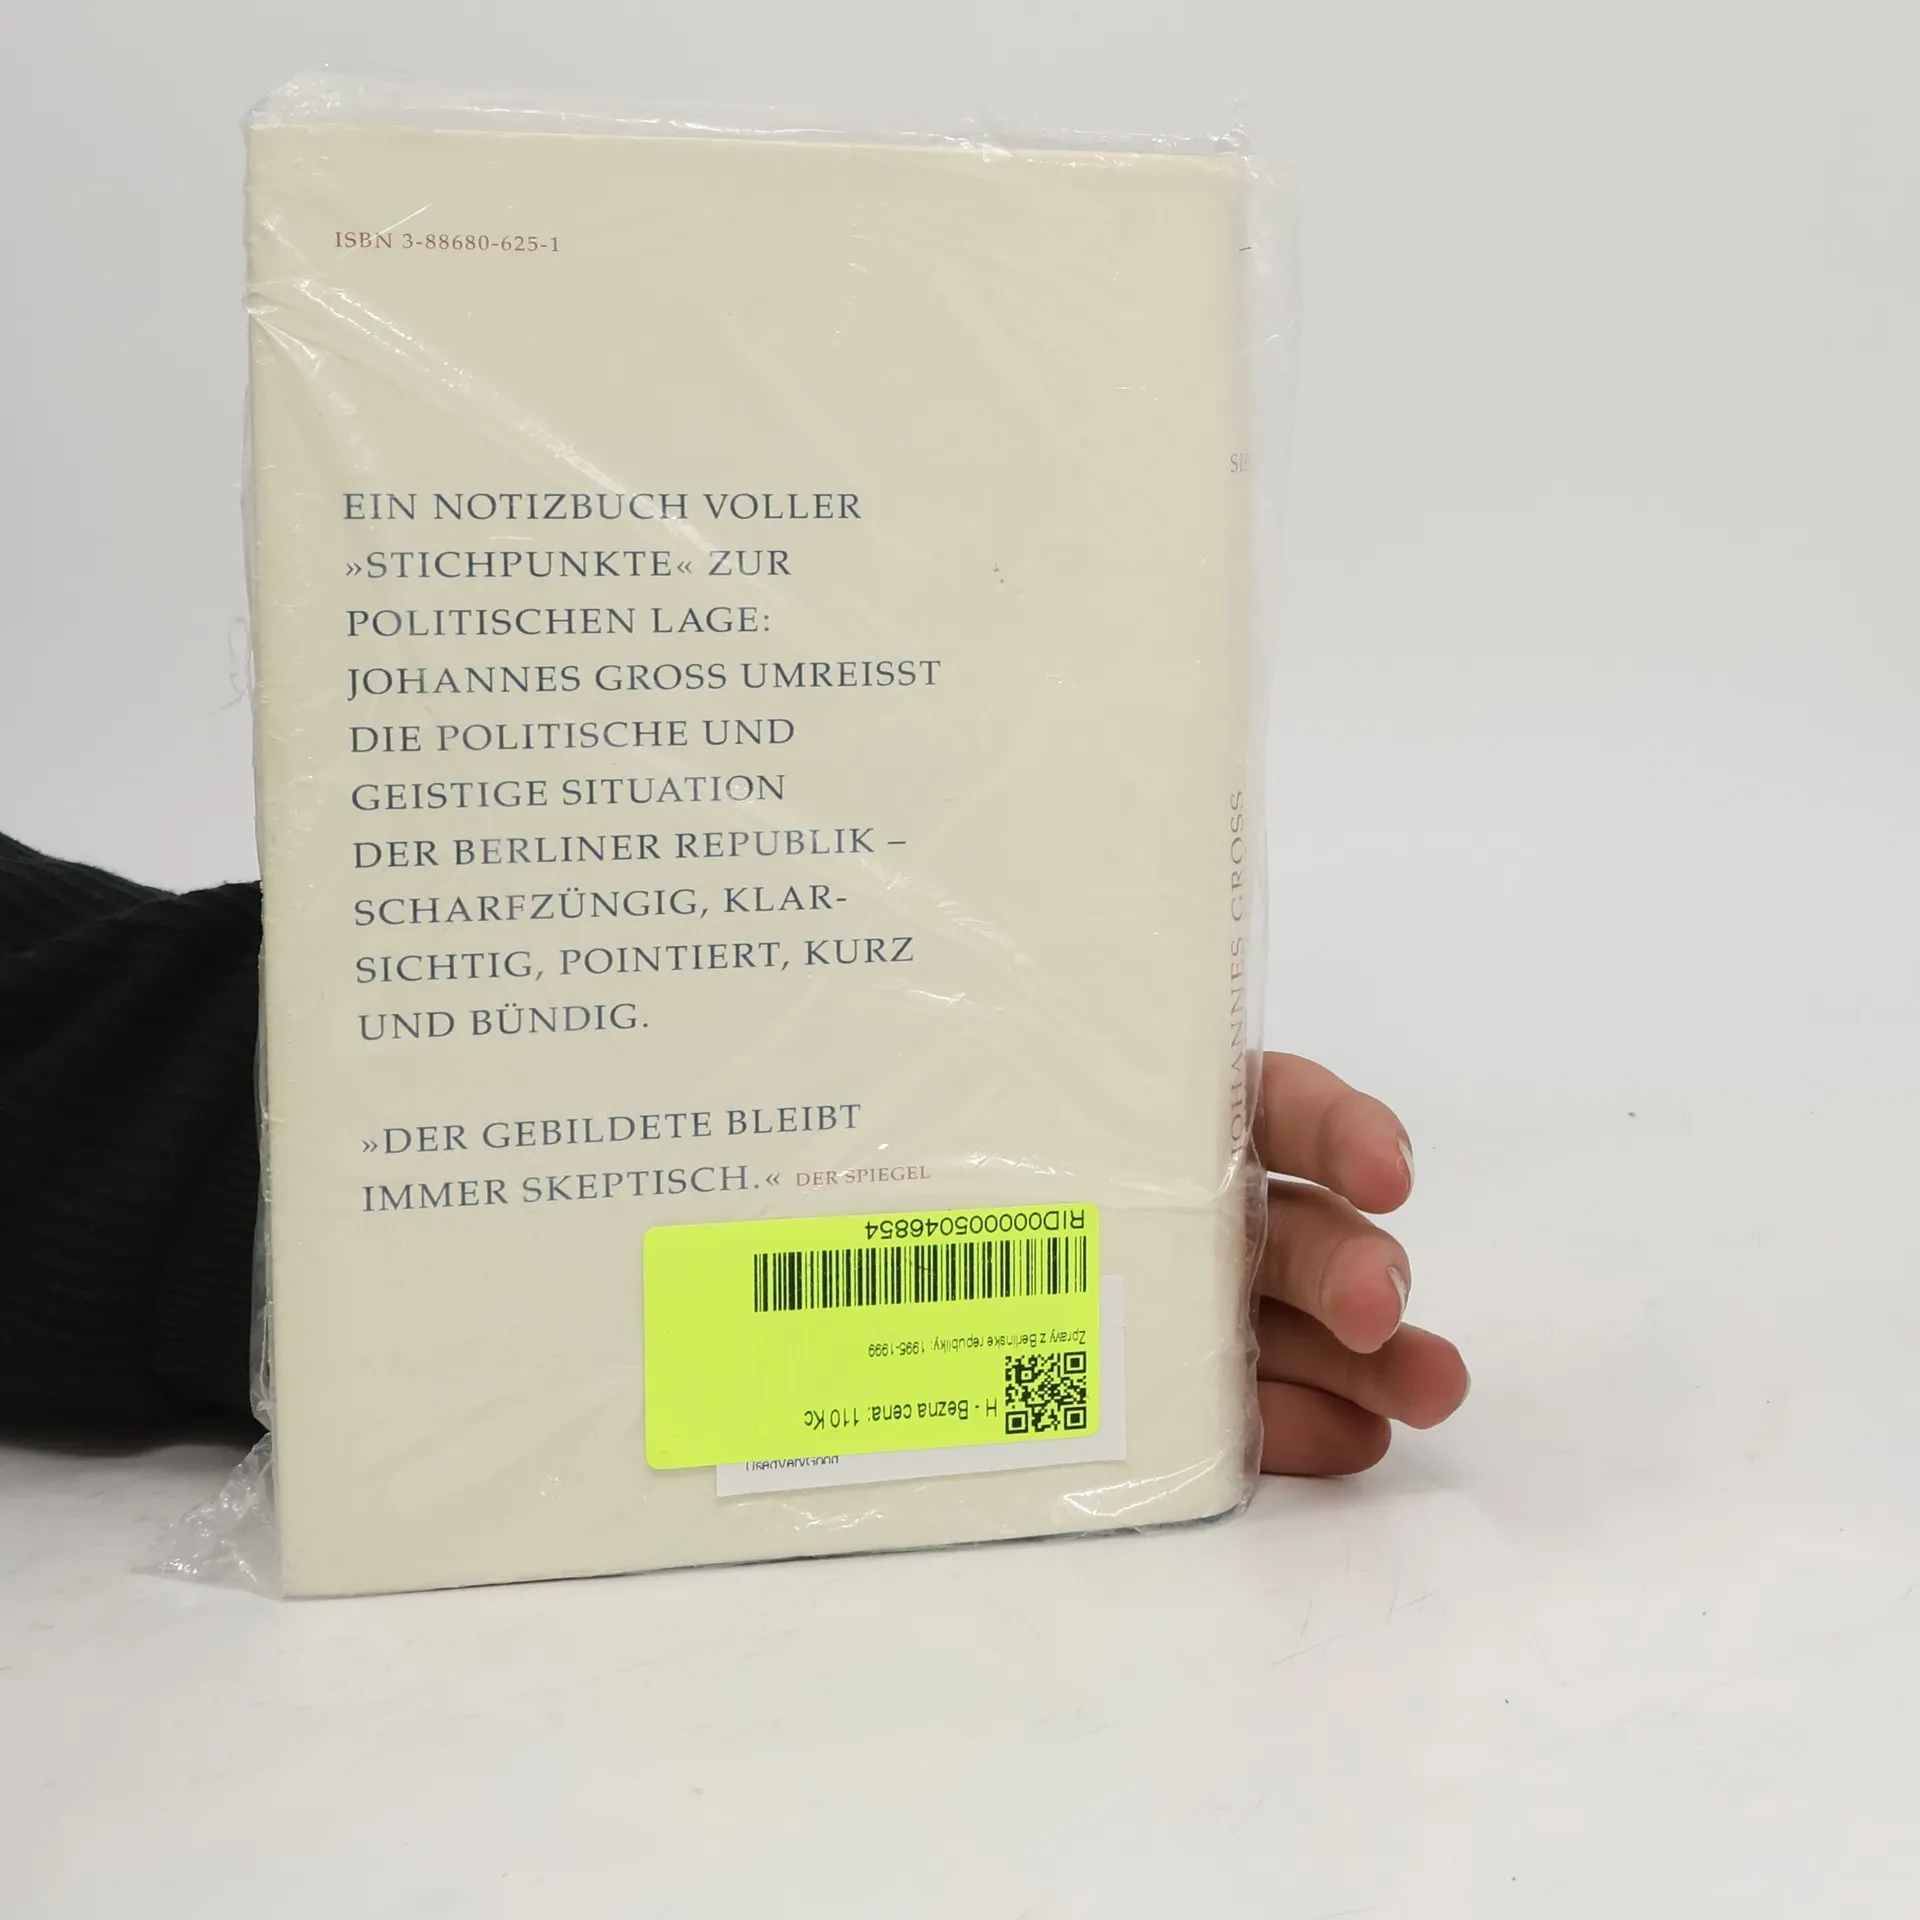 ISBN 3-88680-625-1
EIN NOTIZBUCH VOLLER
»STICHPUNKTE« ZUR
POLITISCHEN LAGE:
JOHANNES GROSS UMREISST
DIE POLITISCHE UND
GEISTIGE SITUATION
DER BERLINER REPUBLIK –
SCHARFZÜNGIG, KLAR-
SICHTIG, POINTIERT, KURZ
UND BÜNDIG.
»DER GEBILDETE BLEIBT
IMMER SKEPTISCH.« DER SPIEGEL
JOHANNES GROSS
RID000005046854
Zpravy z Berlinske republiky: 1995-1999
H - Bezna cena: 110 Kc
UsedVeryGood